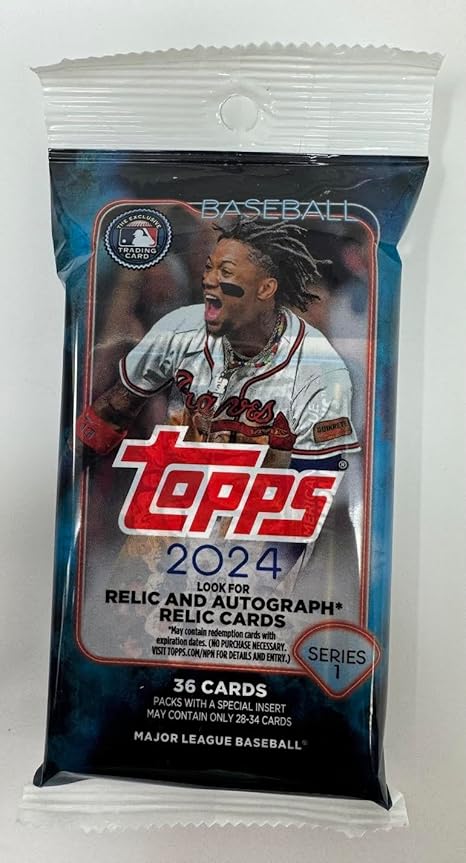 BASEBALL
THE EXCLUSIVE
TRADING
CARD
Braves
QUIKRETE
TOPPS®
2024
LOOK FOR
RELIC AND AUTOGRAPH*
RELIC CARDS
*May contain redemption cards with
expiration dates. (NO PURCHASE NECESSARY.
VISIT TOPPS.COM/NPN FOR DETAILS AND ENTRY.)
SERIES
1
36 CARDS
PACKS WITH A SPECIAL INSERT
MAY CONTAIN ONLY 28-34 CARDS
MAJOR LEAGUE BASEBALL®